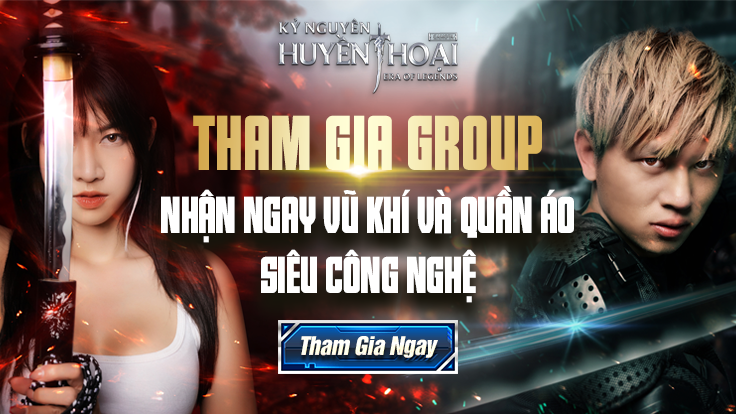 KỶ NGUYÊN
HUYỀN THOẠI
ERA OF LEGENDS
THAM GIA GROUP
NHẬN NGAY VŨ KHÍ VÀ QUẦN ÁO
SIÊU CÔNG NGHỆ
Tham Gia Ngay